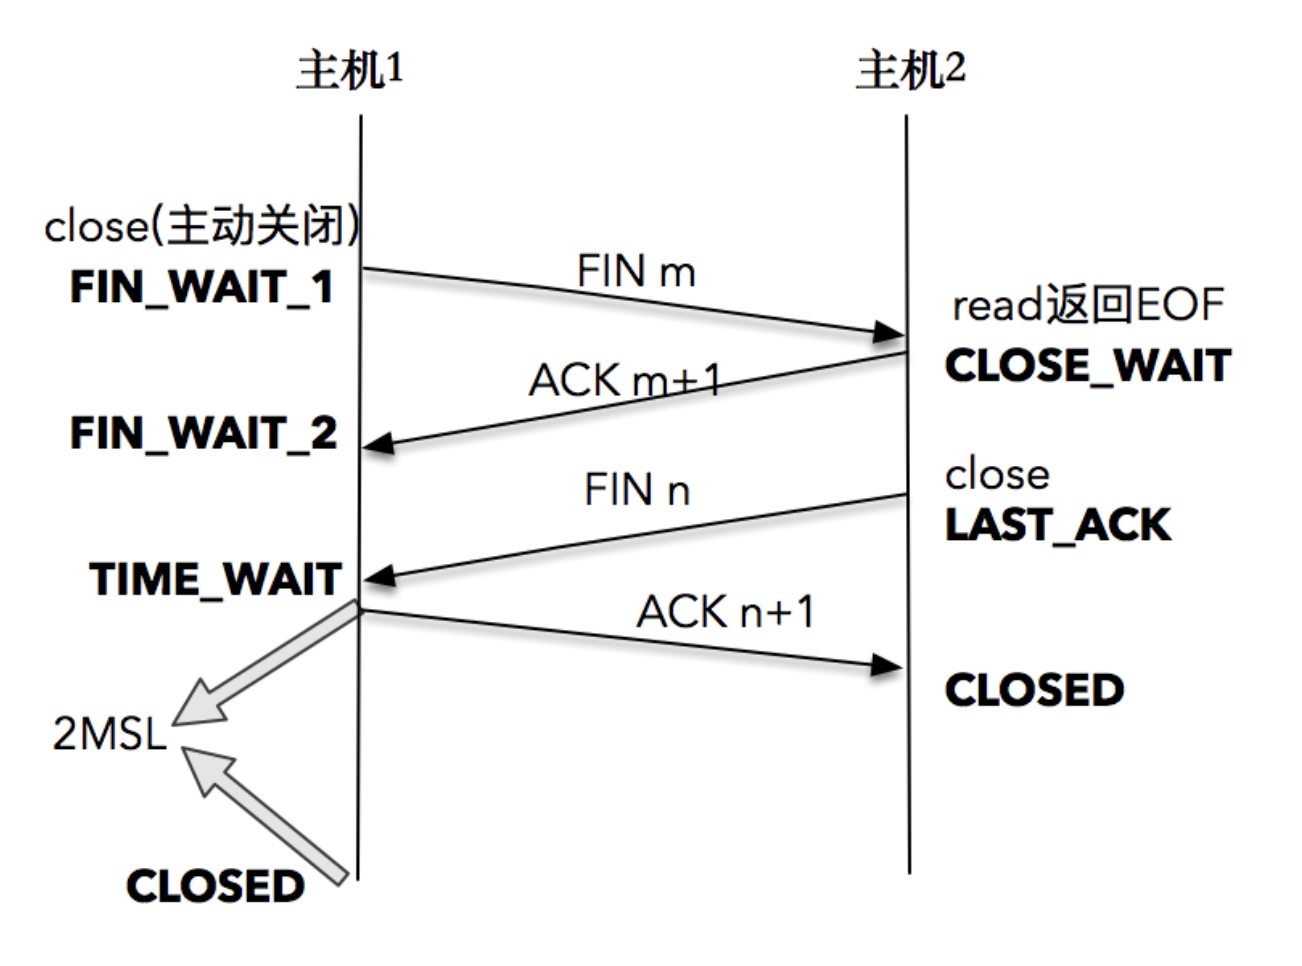 主机1
主机2
close(主动关闭)
FIN_WAIT_1
FIN m
read返回EOF
CLOSE_WAIT
ACK m+1
FIN_WAIT_2
close
FIN n
LAST_ACK
TIME_WAIT
ACK n+1
CLOSED
2MSL
CLOSED